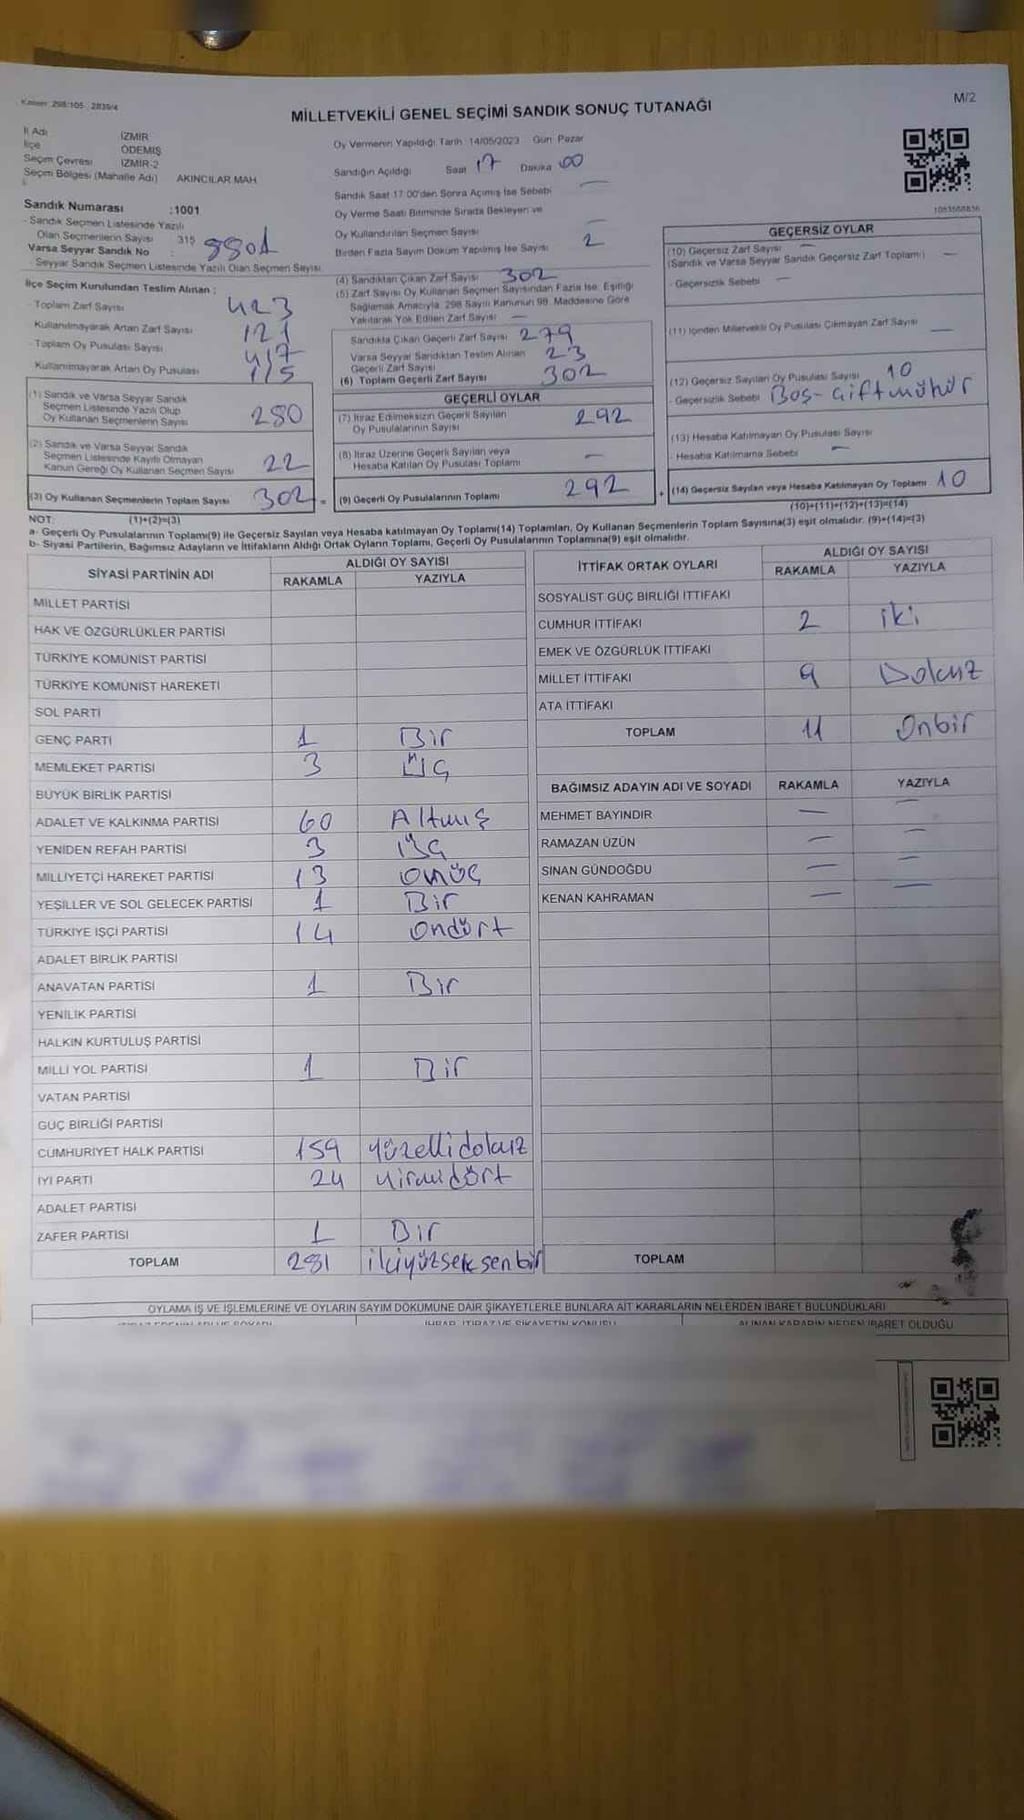 Kanun: 298/105 , 2839/4
M/2
MİLLETVEKİLİ GENEL SEÇİMİ SANDIK SONUÇ TUTANAĞI
İl Adı İZMİR
İlçe ÖDEMİŞ
Seçim Çevresi İZMİR-2
Seçim Bölgesi (Mahalle Adı) AKINCILAR MAH
Sandık Numarası :1001
- Sandık Seçmen Listesinde Yazılı
Olan Seçmenlerin Sayısı 315
Varsa Seyyar Sandık No : 8801
- Seyyar Sandık Seçmen Listesinde Yazılı Olan Seçmen Sayısı
İlçe Seçim Kurulundan Teslim Alınan :
- Toplam Zarf Sayısı 423
Kullanılmayarak Artan Zarf Sayısı 121
- Toplam Oy Pusulası Sayısı 417
Kullanılmayarak Artan Oy Pusulası 115
(1) Sandık ve Varsa Seyyar Sandık
Seçmen Listesinde Yazılı Olup
Oy Kullanan Seçmenlerin Sayısı 280
(2) Sandık ve Varsa Seyyar Sandık
Seçmen Listesinde Kayıtlı Olmayan
Kanun Gereği Oy Kullanan Seçmen Sayısı 22
(3) Oy Kullanan Seçmenlerin Toplam Sayısı 302 =
(1)+(2)=(3)
Oy Vermenin Yapıldığı Tarih : 14/05/2023 Gün: Pazar
Sandığın Açıldığı Saat 17 Dakika 00
Sandık Saat 17:00'den Sonra Açılmış İse Sebebi —
Oy Verme Saati Bitiminde Sırada Bekleyen ve
Oy Kullandırılan Seçmen Sayısı —
Birden Fazla Sayım Döküm Yapılmış İse Sayısı 2
(4) Sandıktan Çıkan Zarf Sayısı 302
(5) Zarf Sayısı Oy Kullanan Seçmen Sayısından Fazla İse, Eşitliği
Sağlamak Amacıyla, 298 Sayılı Kanunun 98. Maddesine Göre
Yakılarak Yok Edilen Zarf Sayısı —
Sandıkta Çıkan Geçerli Zarf Sayısı 279
Varsa Seyyar Sandıktan Teslim Alınan
Geçerli Zarf Sayısı 23
(6) Toplam Geçerli Zarf Sayısı 302
GEÇERLİ OYLAR
(7) İtiraz Edilmeksizin Geçerli Sayılan
Oy Pusulalarının Sayısı 292
(8) İtiraz Üzerine Geçerli Sayılan veya
Hesaba Katılan Oy Pusulası Toplamı —
(9) Geçerli Oy Pusulalarının Toplamı 292 +
GEÇERSİZ OYLAR
(10) Geçersiz Zarf Sayısı —
(Sandık ve Varsa Seyyar Sandık Geçersiz Zarf Toplamı) —
- Geçersizlik Sebebi —
(11) İçinden Milletvekili Oy Pusulası Çıkmayan Zarf Sayısı —
(12) Geçersiz Sayılan Oy Pusulası Sayısı 10
- Geçersizlik Sebebi Boş-çiftmühür
(13) Hesaba Katılmayan Oy Pusulası Sayısı
- Hesaba Katılmama Sebebi —
(14) Geçersiz Sayılan veya Hesaba Katılmayan Oy Toplamı 10
(10)+(11)+(12)+(13)=(14)
NOT:
a- Geçerli Oy Pusulalarının Toplamı(9) ile Geçersiz Sayılan veya Hesaba katılmayan Oy Toplamı(14) Toplamları, Oy Kullanan Seçmenlerin Toplam Sayısına(3) eşit olmalıdır. (9)+(14)=(3)
b- Siyasi Partilerin, Bağımsız Adayların ve İttifakların Aldığı Ortak Oyların Toplamı, Geçerli Oy Pusulalarının Toplamına(9) eşit olmalıdır.
SİYASİ PARTİNİN ADI ALDIĞI OY SAYISI
RAKAMLA YAZIYLA
MİLLET PARTİSİ
HAK VE ÖZGÜRLÜKLER PARTİSİ
TÜRKİYE KOMÜNİST PARTİSİ
TÜRKİYE KOMÜNİST HAREKETİ
SOL PARTİ
GENÇ PARTİ 1 Bir
MEMLEKET PARTİSİ 3 üç
BÜYÜK BİRLİK PARTİSİ
ADALET VE KALKINMA PARTİSİ 60 Altmış
YENİDEN REFAH PARTİSİ 3 üç
MİLLİYETÇİ HAREKET PARTİSİ 13 onüç
YEŞİLLER VE SOL GELECEK PARTİSİ 1 Bir
TÜRKİYE İŞÇİ PARTİSİ 14 ondört
ADALET BİRLİK PARTİSİ
ANAVATAN PARTİSİ 1 Bir
YENİLİK PARTİSİ
HALKIN KURTULUŞ PARTİSİ
MİLLİ YOL PARTİSİ 1 Bir
VATAN PARTİSİ
GÜÇ BİRLİĞİ PARTİSİ
CUMHURİYET HALK PARTİSİ 159 yüzellidokuz
İYİ PARTİ 24 yirmidört
ADALET PARTİSİ
ZAFER PARTİSİ 1 Bir
TOPLAM 281 ikiyüzseksenbir
İTTİFAK ORTAK OYLARI ALDIĞI OY SAYISI
RAKAMLA YAZIYLA
SOSYALİST GÜÇ BİRLİĞİ İTTİFAKI
CUMHUR İTTİFAKI 2 iki
EMEK VE ÖZGÜRLÜK İTTİFAKI
MİLLET İTTİFAKI 9 Dokuz
ATA İTTİFAKI
TOPLAM 11 Onbir
BAĞIMSIZ ADAYIN ADI VE SOYADI RAKAMLA YAZIYLA
MEHMET BAYINDIR — —
RAMAZAN ÜZÜN — —
SİNAN GÜNDOĞDU — —
KENAN KAHRAMAN — —
TOPLAM
OYLAMA İŞ VE İŞLEMLERİNE VE OYLARIN SAYIM DÖKÜMÜNE DAİR ŞİKAYETLERLE BUNLARA AİT KARARLARIN NELERDEN İBARET BULUNDUKLARI
İHBAR, İTİRAZ VE ŞİKAYETİN KONUSU ALINAN KARARIN NEDEN İBARET OLDUĞU